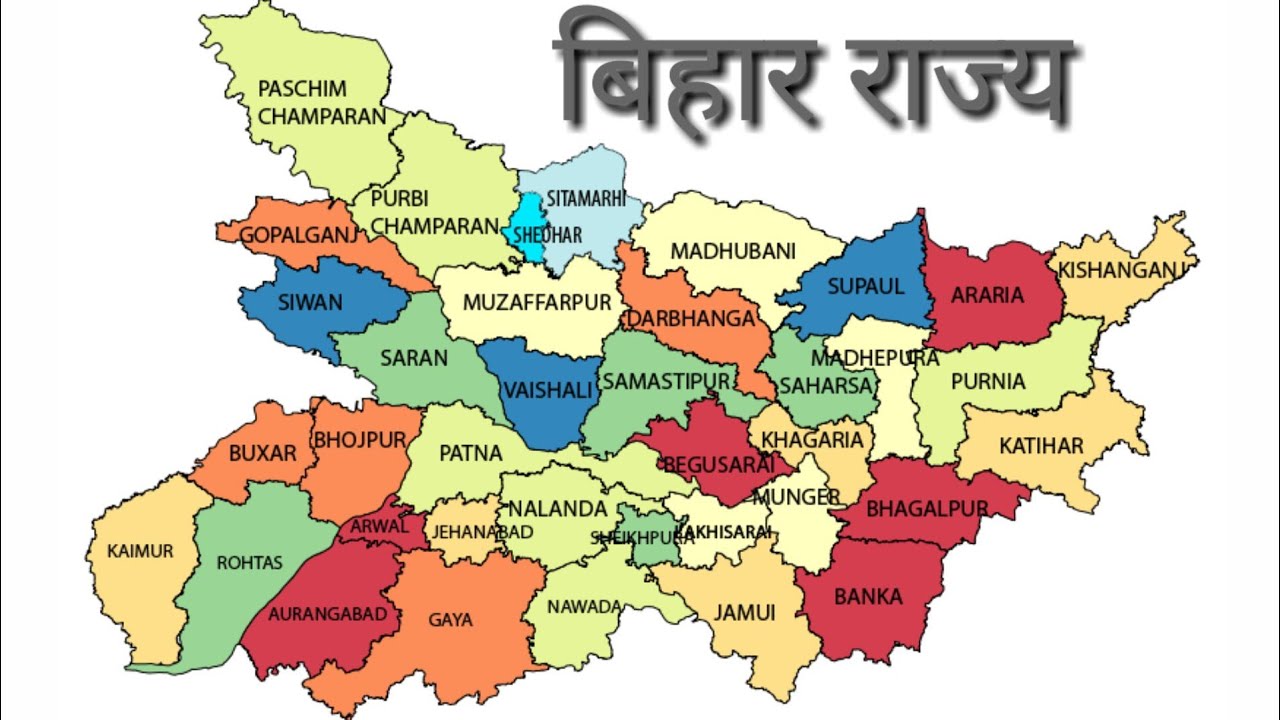 बिहार राज्य
PASCHIM
CHAMPARAN
PURBI
CHAMPARAN
SITAMARHI
SHEOHAR
GOPALGANJ
MADHUBANI
KISHANGANJ
SIWAN
MUZAFFARPUR
SUPAUL
ARARIA
DARBHANGA
SARAN
MADHEPURA
VAISHALI
SAMASTIPUR
SAHARSA
PURNIA
BUXAR
BHOJPUR
PATNA
KHAGARIA
KATIHAR
BEGUSARAI
MUNGER
NALANDA
BHAGALPUR
ARWAL
JEHANABAD
SHEIKHPURA
LAKHISARAI
KAIMUR
ROHTAS
AURANGABAD
GAYA
NAWADA
JAMUI
BANKA